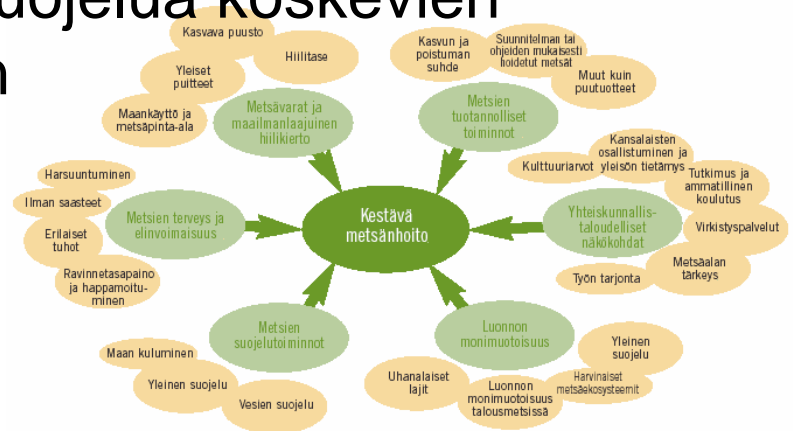 suojelua koskevien
n
Kasvava puusto
Hiilitase
Yleiset
puitteet
Maankäyttö ja
metsäpinta-ala
Metsävarat ja
maailmanlaajuinen
hiilikierto
Kasvun ja
poistuman
suhde
Suunnitelman tai
ohjeiden mukaisesti
hoidetut metsät
Muut kuin
puutuotteet
Metsien
tuotannolliset
toiminnot
Harsuuntuminen
Ilman saasteet
Erilaiset
tuhot
Ravinnetasapaino
ja happamoitu-
minen
Metsien terveys ja
elinvoimaisuus
Kestävä
metsänhoito
Kulttuuriarvot
Kansalaisten
osallistuminen ja
yleisön tietämys
Tutkimus ja
ammatillinen
koulutus
Virkistyspalvelut
Metsäalan
tärkeys
Työn tarjonta
Yhteiskunnallis-
taloudelliset
näkökohdat
Metsien
suojelutoiminnot
Maan kuluminen
Yleinen suojelu
Vesien suojelu
Luonnon
monimuotoisuus
Uhanalaiset
lajit
Luonnon
monimuotoisuus
talousmetsissä
Harvinaiset
metsäekosysteemit
Yleinen
suojelu